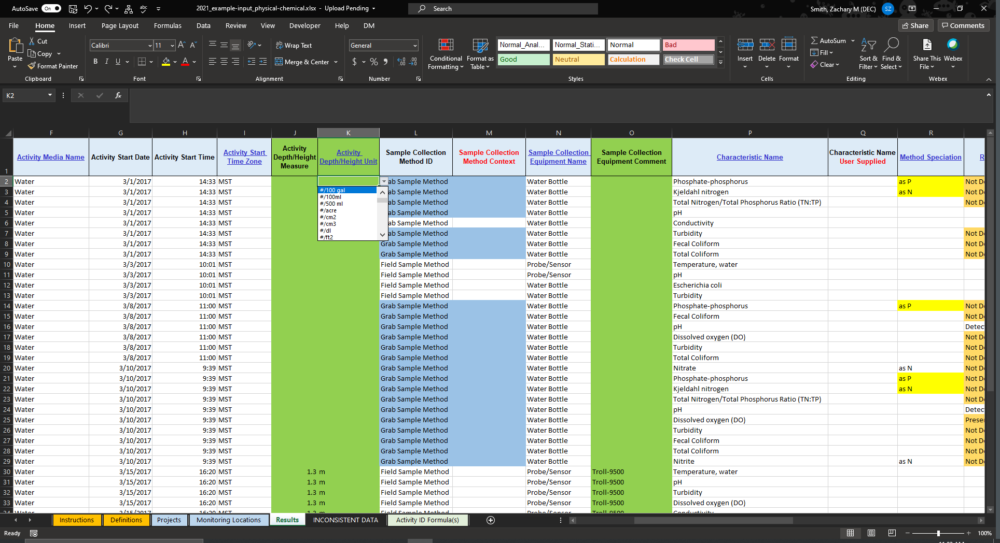 AutoSave On 2021_example-input_physical-chemical.xlsx - Upload Pending Search Smith, Zachary M (DEC) SZ
File Home Insert Page Layout Formulas Data Review View Developer Help DM Share Comments
Paste Cut Copy Format Painter
Clipboard
Calibri 11
B I U A
Font
Wrap Text
Merge & Center
Alignment
General
$ % 9
Number
Conditional Formatting
Format as Table
Normal_Anal... Normal_Stati... Normal Bad
Good Neutral Calculation Check Cell
Styles
Insert Delete Format
Cells
AutoSum
Fill
Clear
Sort & Filter
Find & Select
Editing
Share This File
Webex
Webex
K2 fx
F G H I J K L M N O P Q R
1 Activity Media Name Activity Start Date Activity Start Time Activity Start Time Zone Activity Depth/Height Measure Activity Depth/Height Unit Sample Collection Method ID Sample Collection Method Context Sample Collection Equipment Name Sample Collection Equipment Comment Characteristic Name Characteristic Name User Supplied Method Speciation R
2 Water 3/1/2017 14:33 MST ab Sample Method Water Bottle Phosphate-phosphorus as P Not De
3 Water 3/1/2017 14:33 MST ab Sample Method Water Bottle Kjeldahl nitrogen as N Not De
4 Water 3/1/2017 14:33 MST ab Sample Method Water Bottle Total Nitrogen/Total Phosphorus Ratio (TN:TP) Not De
5 Water 3/1/2017 14:33 MST ab Sample Method Water Bottle pH
6 Water 3/1/2017 14:33 MST ab Sample Method Water Bottle Conductivity
7 Water 3/1/2017 14:33 MST ab Sample Method Water Bottle Turbidity Not De
8 Water 3/1/2017 14:33 MST Grab Sample Method Water Bottle Fecal Coliform Not De
9 Water 3/1/2017 14:33 MST Grab Sample Method Water Bottle Total Coliform Not De
#/100 gal
#/100ml
#/500 ml
#/acre
#/cm2
#/cm3
#/dl
#/ft2
10 Water 3/3/2017 10:01 MST Field Sample Method Probe/Sensor Temperature, water
11 Water 3/3/2017 10:01 MST Field Sample Method Probe/Sensor pH
12 Water 3/3/2017 10:01 MST Field Sample Method Water Bottle Escherichia coli
13 Water 3/3/2017 10:01 MST Field Sample Method Water Bottle Turbidity
14 Water 3/8/2017 11:00 MST Grab Sample Method Water Bottle Phosphate-phosphorus as P Not De
15 Water 3/8/2017 11:00 MST Grab Sample Method Water Bottle Fecal Coliform Not De
16 Water 3/8/2017 11:00 MST Grab Sample Method Water Bottle pH Detec
17 Water 3/8/2017 11:00 MST Grab Sample Method Water Bottle Dissolved oxygen (DO) Not De
18 Water 3/8/2017 11:00 MST Grab Sample Method Water Bottle Turbidity Not De
19 Water 3/8/2017 11:00 MST Grab Sample Method Water Bottle Total Coliform Not De
20 Water 3/10/2017 9:39 MST Grab Sample Method Water Bottle Nitrate as N Not De
21 Water 3/10/2017 9:39 MST Grab Sample Method Water Bottle Phosphate-phosphorus as P Not De
22 Water 3/10/2017 9:39 MST Grab Sample Method Water Bottle Kjeldahl nitrogen as N Not De
23 Water 3/10/2017 9:39 MST Grab Sample Method Water Bottle Total Nitrogen/Total Phosphorus Ratio (TN:TP) Not De
24 Water 3/10/2017 9:39 MST Grab Sample Method Water Bottle pH Detec
25 Water 3/10/2017 9:39 MST Grab Sample Method Water Bottle Dissolved oxygen (DO) Presen
26 Water 3/10/2017 9:39 MST Grab Sample Method Water Bottle Turbidity Not De
27 Water 3/10/2017 9:39 MST Grab Sample Method Water Bottle Fecal Coliform Not De
28 Water 3/10/2017 9:39 MST Grab Sample Method Water Bottle Total Coliform Not De
29 Water 3/10/2017 9:39 MST Grab Sample Method Water Bottle Nitrite as N Not De
30 Water 3/15/2017 16:20 MST 1.3 m Field Sample Method Probe/Sensor Troll-9500 Temperature, water
31 Water 3/15/2017 16:20 MST 1.3 m Field Sample Method Probe/Sensor Troll-9500 pH
32 Water 3/15/2017 16:20 MST 1.3 m Field Sample Method Probe/Sensor Troll-9500 Turbidity
33 Water 3/15/2017 16:20 MST 1.3 m Field Sample Method Probe/Sensor Troll-9500 Dissolved oxygen (DO)
Instructions Definitions Projects Monitoring Locations Results INCONSISTENT DATA Activity ID Formula(s)
Ready 100%